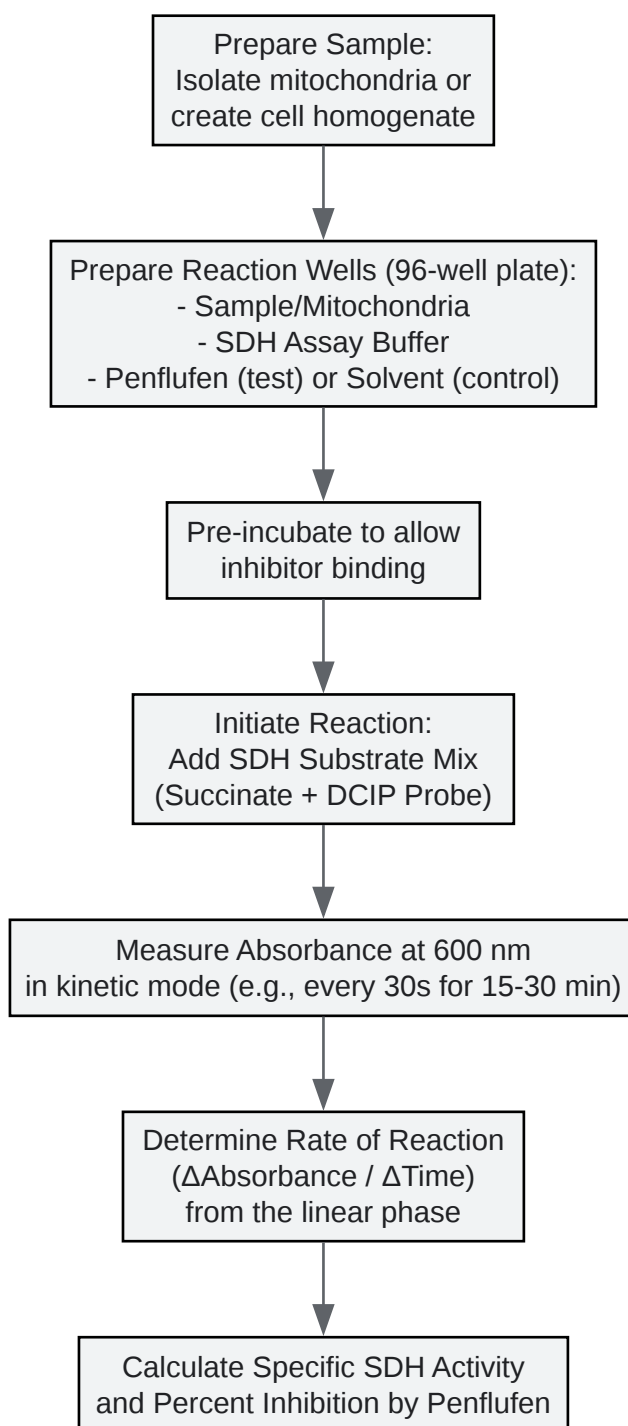 Prepare Sample:
Isolate mitochondria or
create cell homogenate
Prepare Reaction Wells (96-well plate):
- Sample/Mitochondria
- SDH Assay Buffer
- Penflufen (test) or Solvent (control)
Pre-incubate to allow
inhibitor binding
Initiate Reaction:
Add SDH Substrate Mix
(Succinate + DCIP Probe)
Measure Absorbance at 600 nm
in kinetic mode (e.g., every 30s for 15-30 min)
Determine Rate of Reaction
(ΔAbsorbance / ΔTime)
from the linear phase
Calculate Specific SDH Activity
and Percent Inhibition by Penflufen